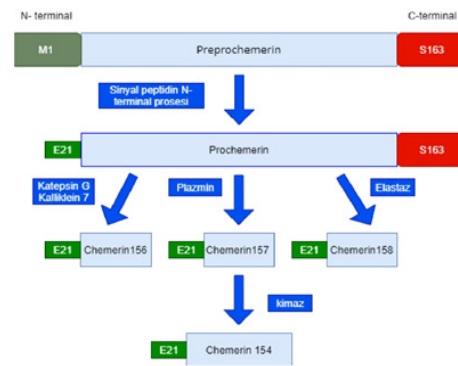 N- terminal
C-terminal
M1
Preprochemerin
S163
Sinyal peptidin N-
terminal prosesi
E21
Prochemerin
S163
Katepsin G
Kalliklein 7
Plazmin
Elastaz
E21
Chemerin156
E21
Chemerin157
E21
Chemerin158
kimaz
E21
Chemerin 154